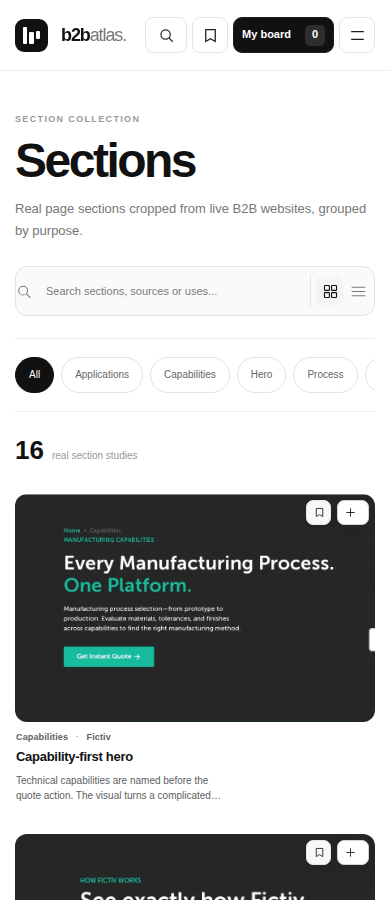 b2batlas.
My board 0
SECTION COLLECTION
Sections
Real page sections cropped from live B2B websites, grouped
by purpose.
Search sections, sources or uses...
All
Applications
Capabilities
Hero
Process
16 real section studies
Home > Capabilities
MANUFACTURING CAPABILITIES
Every Manufacturing Process.
One Platform.
Manufacturing process selection—from prototype to
production. Evaluate materials, tolerances, and finishes
across capabilities to find the right manufacturing method.
Get Instant Quote →
Capabilities · Fictiv
Capability-first hero
Technical capabilities are named before the
quote action. The visual turns a complicated…
HOW FICTIV WORKS
See exactly how Fictiv